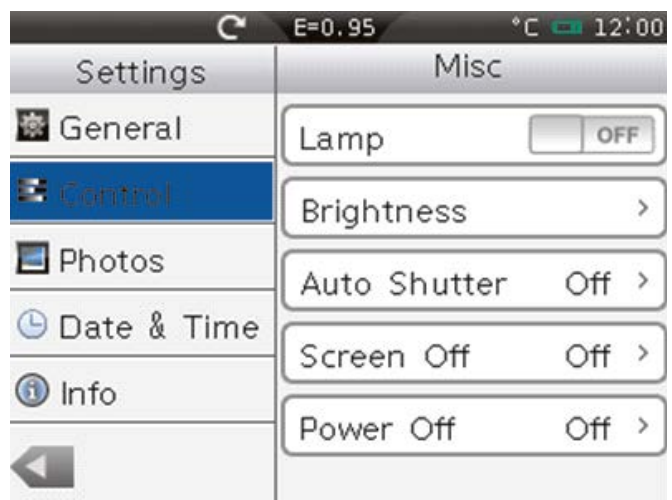 E=0.95 °C 12:00
Settings
General
Control
Photos
Date & Time
Info
Misc
Lamp OFF
Brightness >
Auto Shutter Off >
Screen Off Off >
Power Off Off >